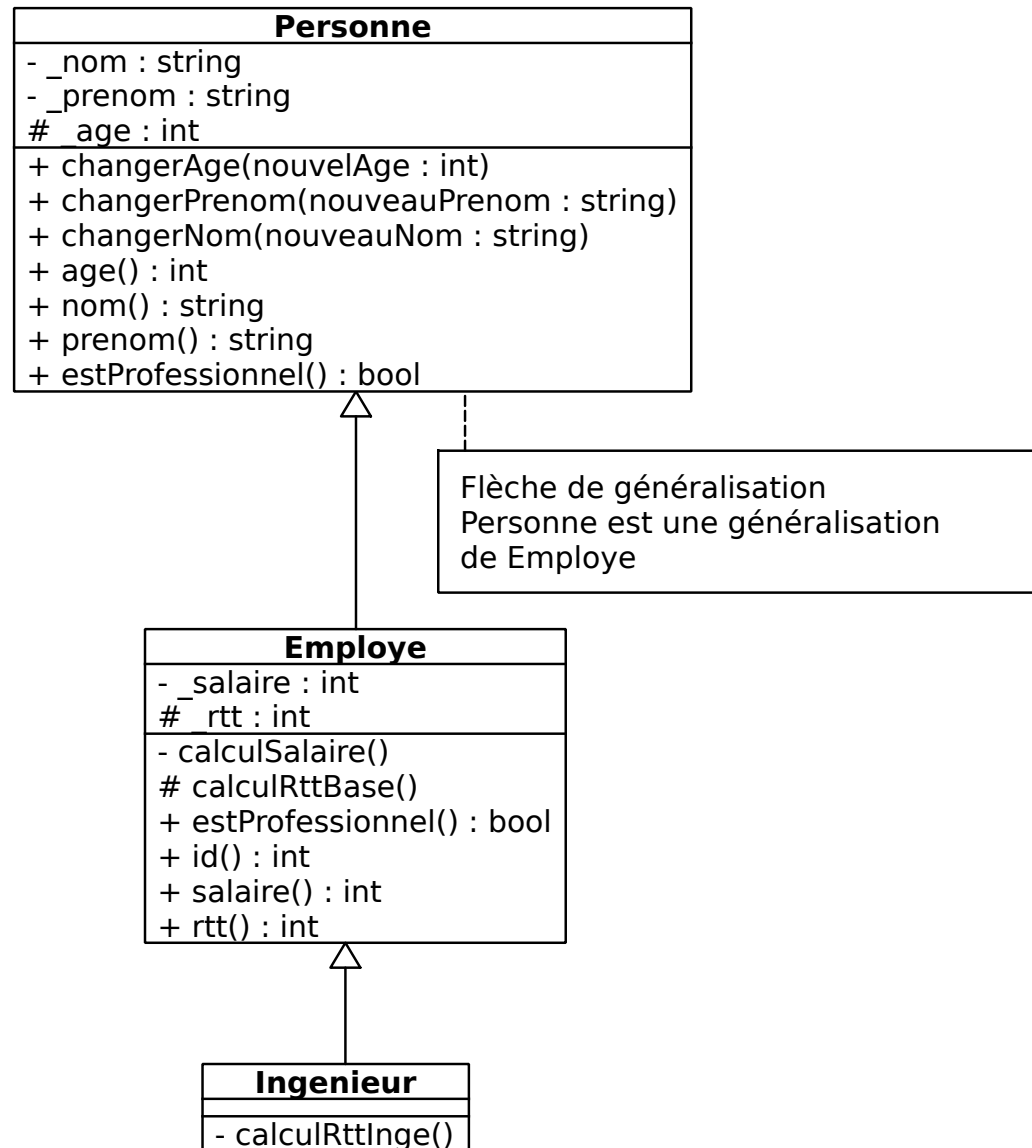 Personne
- _nom : string
- _prenom : string
# _age : int
+ changerAge(nouvelAge : int)
+ changerPrenom(nouveauPrenom : string)
+ changerNom(nouveauNom : string)
+ age() : int
+ nom() : string
+ prenom() : string
+ estProfessionnel() : bool
Flèche de généralisation
Personne est une généralisation
de Employe
Employe
- _salaire : int
# _rtt : int
- calculSalaire()
# calculRttBase()
+ estProfessionnel() : bool
+ id() : int
+ salaire() : int
+ rtt() : int
Ingenieur
- calculRttInge()